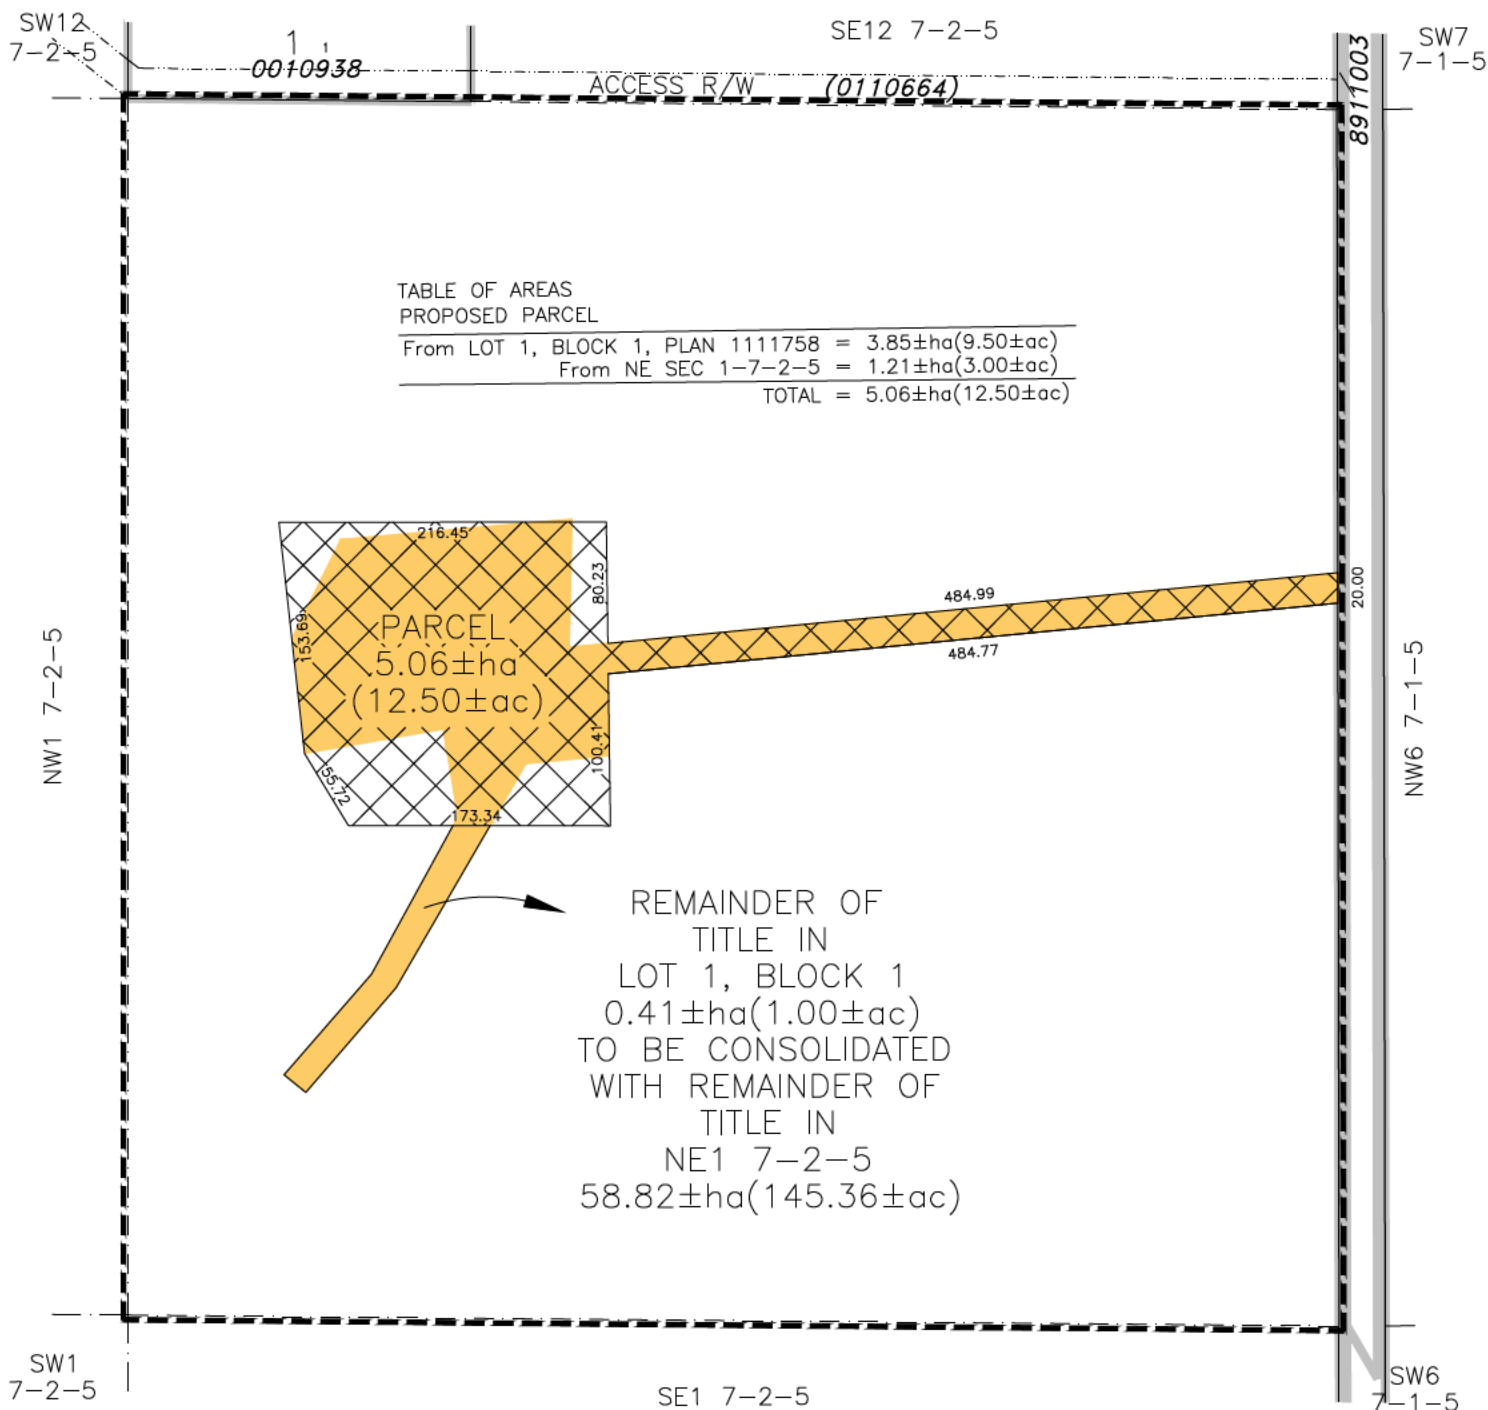 SW12
7-2-5
1
1
0010938
SE12 7-2-5
ACCESS R/W (0110664)
8911003
SW7
7-1-5
TABLE OF AREAS
PROPOSED PARCEL
From LOT 1, BLOCK 1, PLAN 1111758 = 3.85±ha(9.50±ac)
From NE SEC 1-7-2-5 = 1.21±ha(3.00±ac)
TOTAL = 5.06±ha(12.50±ac)
216.45
80.23
153.69
PARCEL
5.06±ha
(12.50±ac)
484.99
484.77
20.00
100.41
55.72
173.34
NW1 7-2-5
NW6 7-1-5
REMAINDER OF
TITLE IN
LOT 1, BLOCK 1
0.41±ha(1.00±ac)
TO BE CONSOLIDATED
WITH REMAINDER OF
TITLE IN
NE1 7-2-5
58.82±ha(145.36±ac)
SW1
7-2-5
SE1 7-2-5
SW6
7-1-5